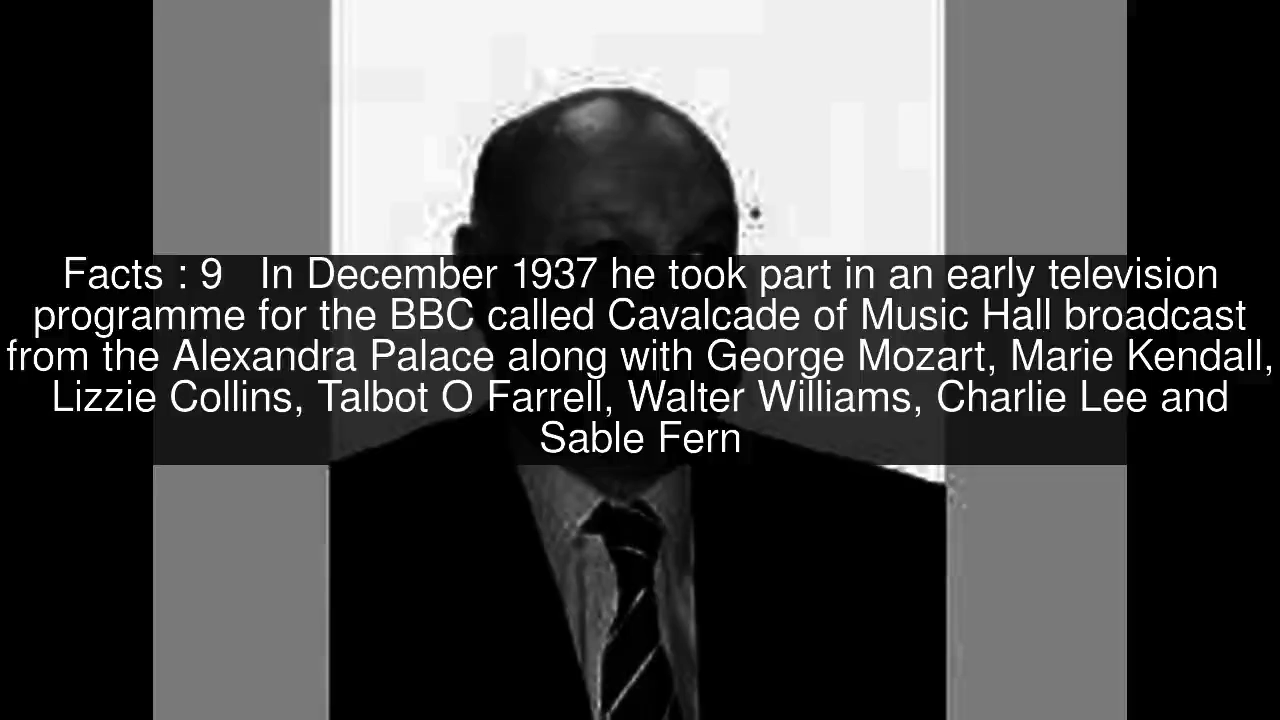 Facts : 9   In December 1937 he took part in an early television
programme for the BBC called Cavalcade of Music Hall broadcast
from the Alexandra Palace along with George Mozart, Marie Kendall,
Lizzie Collins, Talbot O Farrell, Walter Williams, Charlie Lee and
Sable Fern